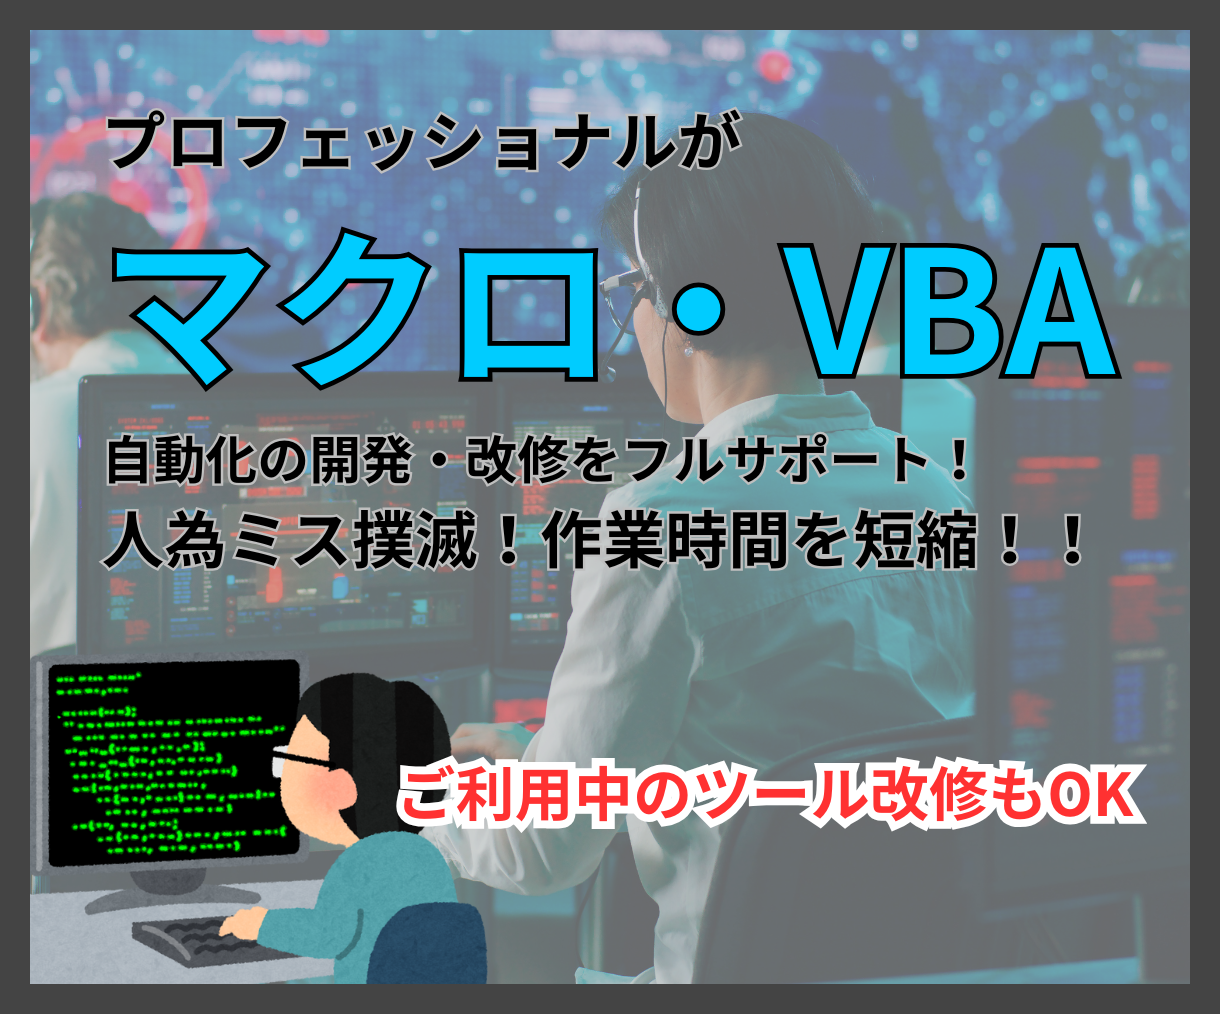 プロフェッショナルが
マクロ・VBA
自動化の開発・改修をフルサポート！
人為ミス撲滅！作業時間を短縮！！
ご利用中のツール改修もOK